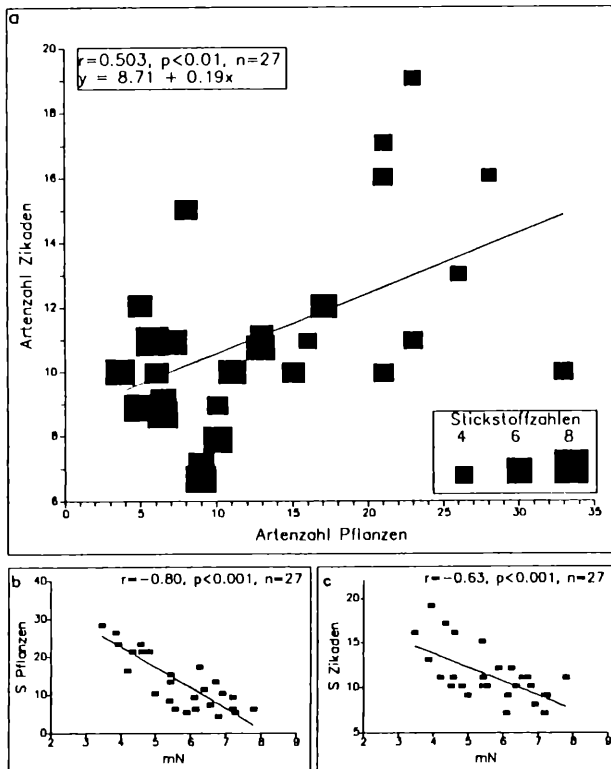 a
r=0.503, p<0.01, n=27
y = 8.71 + 0.19x
20
18
16
14
12
10
8
6
Artenzahl Zikaden
Stickstoffzahlen
4 6 8
0 5 10 15 20 25 30 35
Artenzahl Pflanzen
b
r=-0.80, p<0.001, n=27
40
30
20
10
0
S Pflanzen
2 3 4 5 6 7 8 9
mN
c
r=-0.63, p<0.001, n=27
20
15
10
5
S Zikaden
2 3 4 5 6 7 8 9
mN